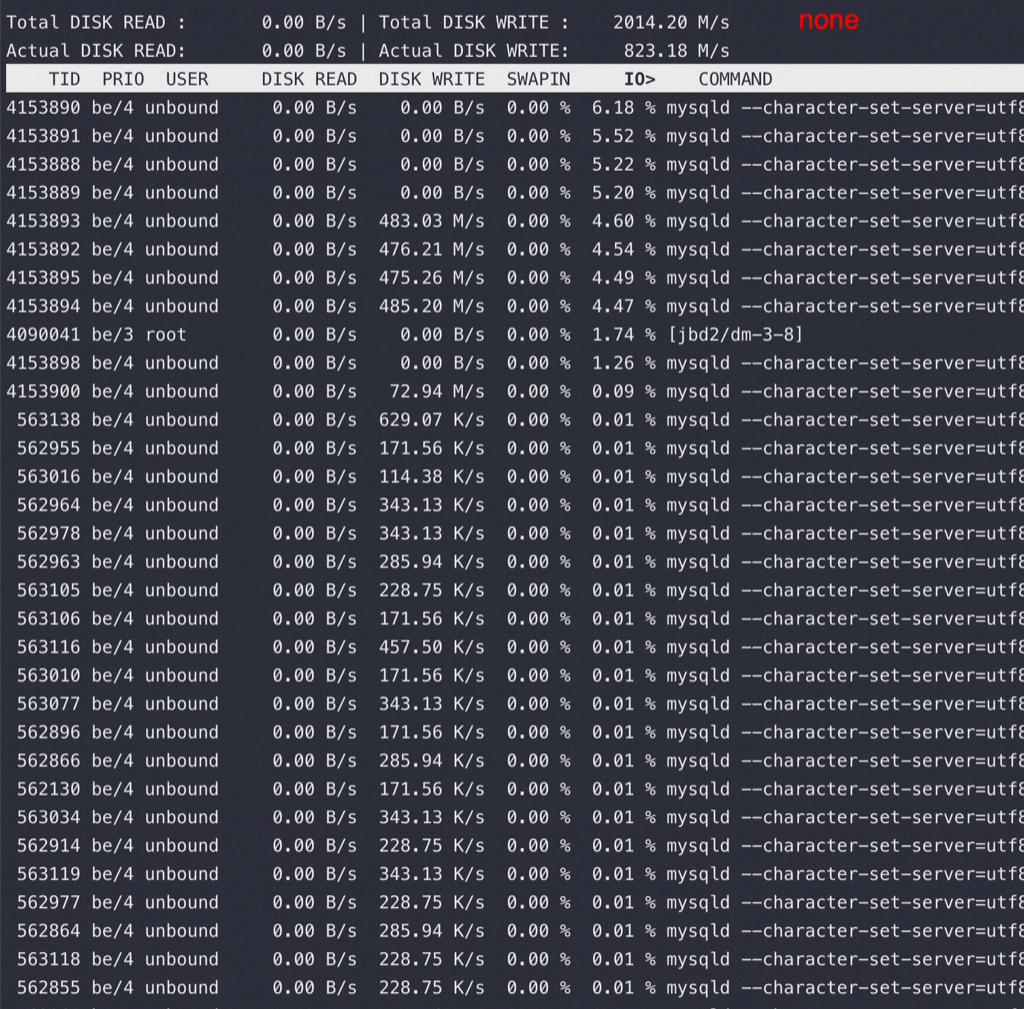 Total DISK READ :       0.00 B/s | Total DISK WRITE :    2014.20 M/s none
Actual DISK READ:       0.00 B/s | Actual DISK WRITE:     823.18 M/s
    TID  PRIO  USER     DISK READ  DISK WRITE  SWAPIN     IO>    COMMAND
4153890 be/4 unbound     0.00 B/s    0.00 B/s  0.00 %  6.18 % mysqld --character-set-server=utf8
4153891 be/4 unbound     0.00 B/s    0.00 B/s  0.00 %  5.52 % mysqld --character-set-server=utf8
4153888 be/4 unbound     0.00 B/s    0.00 B/s  0.00 %  5.22 % mysqld --character-set-server=utf8
4153889 be/4 unbound     0.00 B/s    0.00 B/s  0.00 %  5.20 % mysqld --character-set-server=utf8
4153893 be/4 unbound     0.00 B/s  483.03 M/s  0.00 %  4.60 % mysqld --character-set-server=utf8
4153892 be/4 unbound     0.00 B/s  476.21 M/s  0.00 %  4.54 % mysqld --character-set-server=utf8
4153895 be/4 unbound     0.00 B/s  475.26 M/s  0.00 %  4.49 % mysqld --character-set-server=utf8
4153894 be/4 unbound     0.00 B/s  485.20 M/s  0.00 %  4.47 % mysqld --character-set-server=utf8
4090041 be/3 root        0.00 B/s    0.00 B/s  0.00 %  1.74 % [jbd2/dm-3-8]
4153898 be/4 unbound     0.00 B/s    0.00 B/s  0.00 %  1.26 % mysqld --character-set-server=utf8
4153900 be/4 unbound     0.00 B/s   72.94 M/s  0.00 %  0.09 % mysqld --character-set-server=utf8
 563138 be/4 unbound     0.00 B/s  629.07 K/s  0.00 %  0.01 % mysqld --character-set-server=utf8
 562955 be/4 unbound     0.00 B/s  171.56 K/s  0.00 %  0.01 % mysqld --character-set-server=utf8
 563016 be/4 unbound     0.00 B/s  114.38 K/s  0.00 %  0.01 % mysqld --character-set-server=utf8
 562964 be/4 unbound     0.00 B/s  343.13 K/s  0.00 %  0.01 % mysqld --character-set-server=utf8
 562978 be/4 unbound     0.00 B/s  343.13 K/s  0.00 %  0.01 % mysqld --character-set-server=utf8
 562963 be/4 unbound     0.00 B/s  285.94 K/s  0.00 %  0.01 % mysqld --character-set-server=utf8
 563105 be/4 unbound     0.00 B/s  228.75 K/s  0.00 %  0.01 % mysqld --character-set-server=utf8
 563106 be/4 unbound     0.00 B/s  171.56 K/s  0.00 %  0.01 % mysqld --character-set-server=utf8
 563116 be/4 unbound     0.00 B/s  457.50 K/s  0.00 %  0.01 % mysqld --character-set-server=utf8
 563010 be/4 unbound     0.00 B/s  171.56 K/s  0.00 %  0.01 % mysqld --character-set-server=utf8
 563077 be/4 unbound     0.00 B/s  343.13 K/s  0.00 %  0.01 % mysqld --character-set-server=utf8
 562896 be/4 unbound     0.00 B/s  171.56 K/s  0.00 %  0.01 % mysqld --character-set-server=utf8
 562866 be/4 unbound     0.00 B/s  285.94 K/s  0.00 %  0.01 % mysqld --character-set-server=utf8
 562130 be/4 unbound     0.00 B/s  171.56 K/s  0.00 %  0.01 % mysqld --character-set-server=utf8
 563034 be/4 unbound     0.00 B/s  343.13 K/s  0.00 %  0.01 % mysqld --character-set-server=utf8
 562914 be/4 unbound     0.00 B/s  228.75 K/s  0.00 %  0.01 % mysqld --character-set-server=utf8
 563119 be/4 unbound     0.00 B/s  343.13 K/s  0.00 %  0.01 % mysqld --character-set-server=utf8
 562977 be/4 unbound     0.00 B/s  228.75 K/s  0.00 %  0.01 % mysqld --character-set-server=utf8
 562864 be/4 unbound     0.00 B/s  285.94 K/s  0.00 %  0.01 % mysqld --character-set-server=utf8
 563118 be/4 unbound     0.00 B/s  228.75 K/s  0.00 %  0.01 % mysqld --character-set-server=utf8
 562855 be/4 unbound     0.00 B/s  228.75 K/s  0.00 %  0.01 % mysqld --character-set-server=utf8